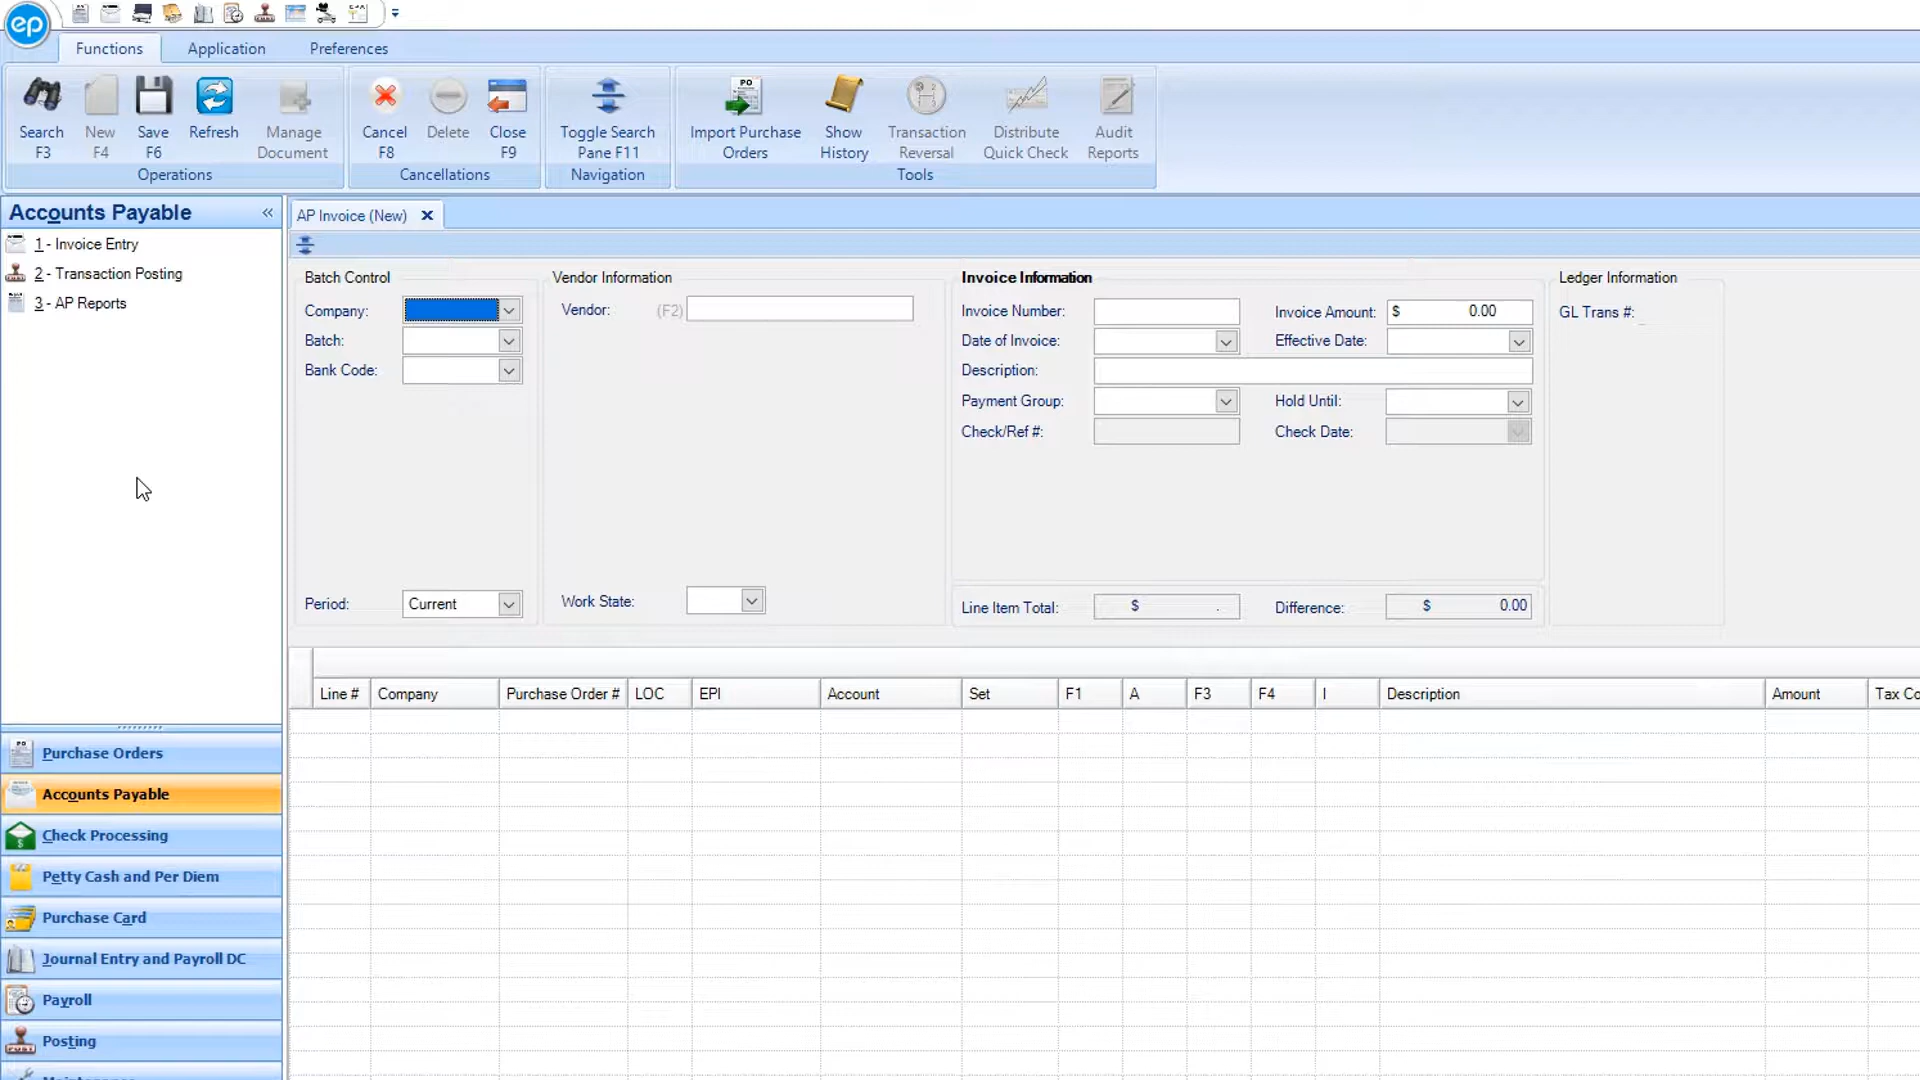 ep
Functions Application Preferences
Search F3
New F4
Save F6
Refresh
Manage Document
Operations
Cancel F8
Delete
Close F9
Cancellations
Toggle Search Pane F11
Navigation
Import Purchase Orders
Show History
Transaction Reversal
Distribute Quick Check
Audit Reports
Tools
Accounts Payable «
1 - Invoice Entry
2 - Transaction Posting
3 - AP Reports
AP Invoice (New)
Batch Control
Company:
Batch:
Bank Code:
Period: Current
Vendor Information
Vendor: (F2)
Work State:
Invoice Information
Invoice Number: Invoice Amount: $ 0.00
Date of Invoice: Effective Date:
Description:
Payment Group: Hold Until:
Check/Ref #: Check Date:
Line Item Total: $ . Difference: $ 0.00
Ledger Information
GL Trans #:
Line # Company Purchase Order # LOC EPI Account Set F1 A F3 F4 I Description Amount Tax Co
Purchase Orders
Accounts Payable
Check Processing
Petty Cash and Per Diem
Purchase Card
Journal Entry and Payroll DC
Payroll
Posting